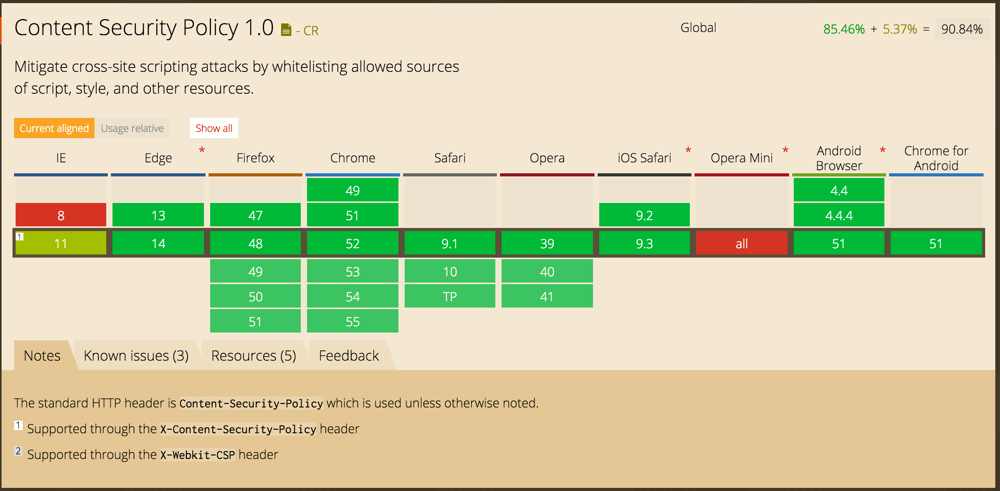 Content Security Policy 1.0 - CR
Global 85.46% + 5.37% = 90.84%
Mitigate cross-site scripting attacks by whitelisting allowed sources
of script, style, and other resources.
Current aligned Usage relative Show all
IE Edge * Firefox Chrome Safari Opera iOS Safari * Opera Mini * Android Browser * Chrome for Android
49 4.4
8 13 47 51 9.2 4.4.4
1 11 14 48 52 9.1 39 9.3 all 51 51
49 53 10 40
50 54 TP 41
51 55
Notes Known issues (3) Resources (5) Feedback
The standard HTTP header is Content-Security-Policy which is used unless otherwise noted.
1 Supported through the X-Content-Security-Policy header
2 Supported through the X-Webkit-CSP header